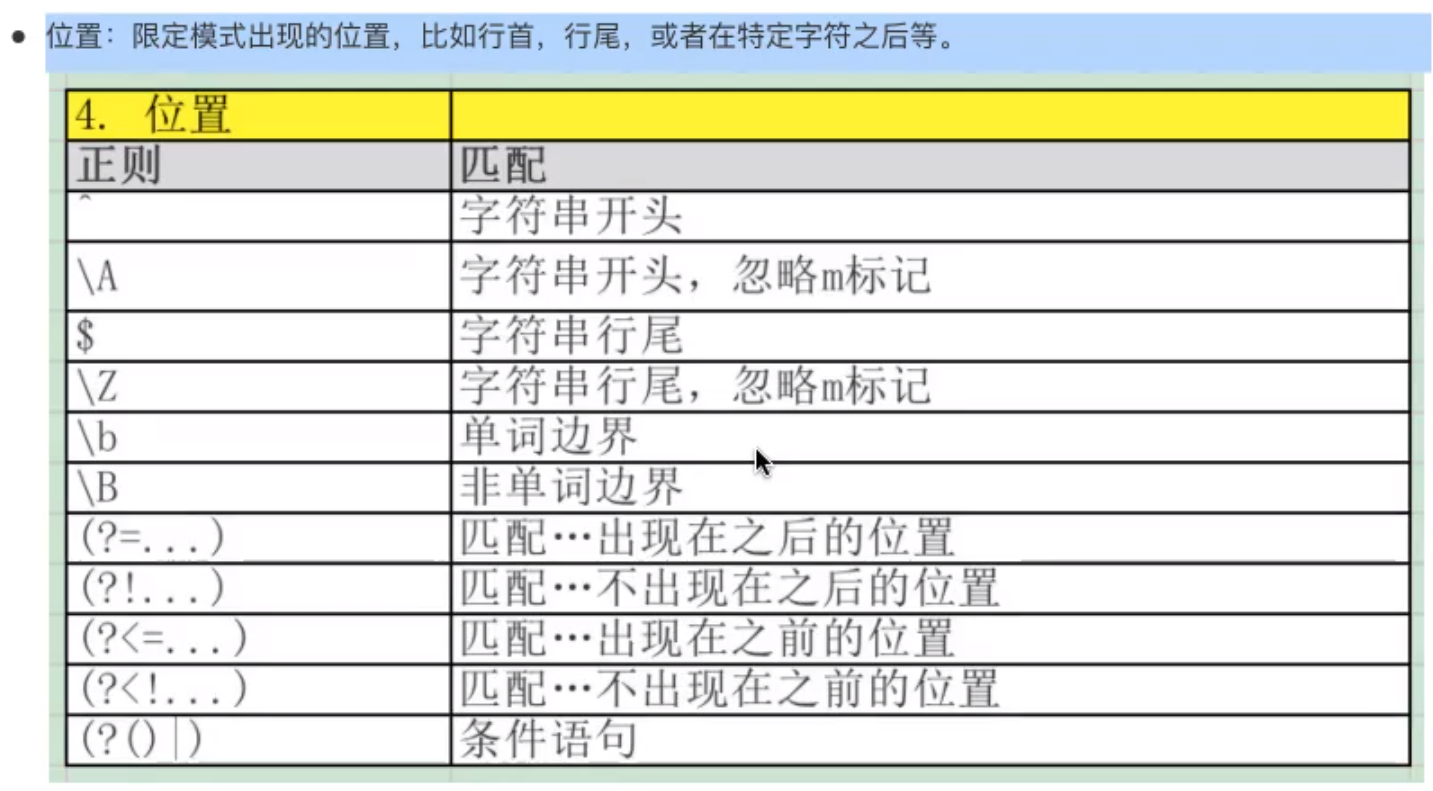 ● 位置：限定模式出现的位置，比如行首，行尾，或者在特定字符之后等。
4. 位置
正则 匹配
^ 字符串开头
\A 字符串开头，忽略m标记
$ 字符串行尾
\Z 字符串行尾，忽略m标记
\b 单词边界
\B 非单词边界
(?=...) 匹配…出现在之后的位置
(?!...) 匹配…不出现在之后的位置
(?<=...) 匹配…出现在之前的位置
(?<!...) 匹配…不出现在之前的位置
(?()|) 条件语句